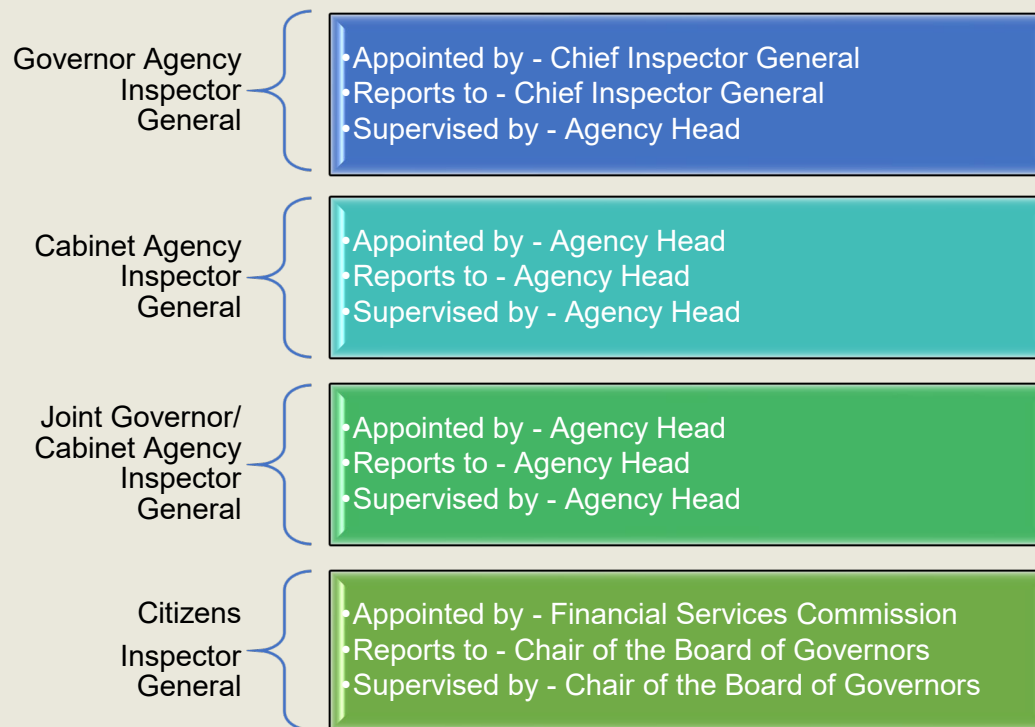 Governor Agency
Inspector
General
•Appointed by - Chief Inspector General
•Reports to - Chief Inspector General
•Supervised by - Agency Head
Cabinet Agency
Inspector
General
•Appointed by - Agency Head
•Reports to - Agency Head
•Supervised by - Agency Head
Joint Governor/
Cabinet Agency
Inspector
General
•Appointed by - Agency Head
•Reports to - Agency Head
•Supervised by - Agency Head
Citizens
Inspector
General
•Appointed by - Financial Services Commission
•Reports to - Chair of the Board of Governors
•Supervised by - Chair of the Board of Governors